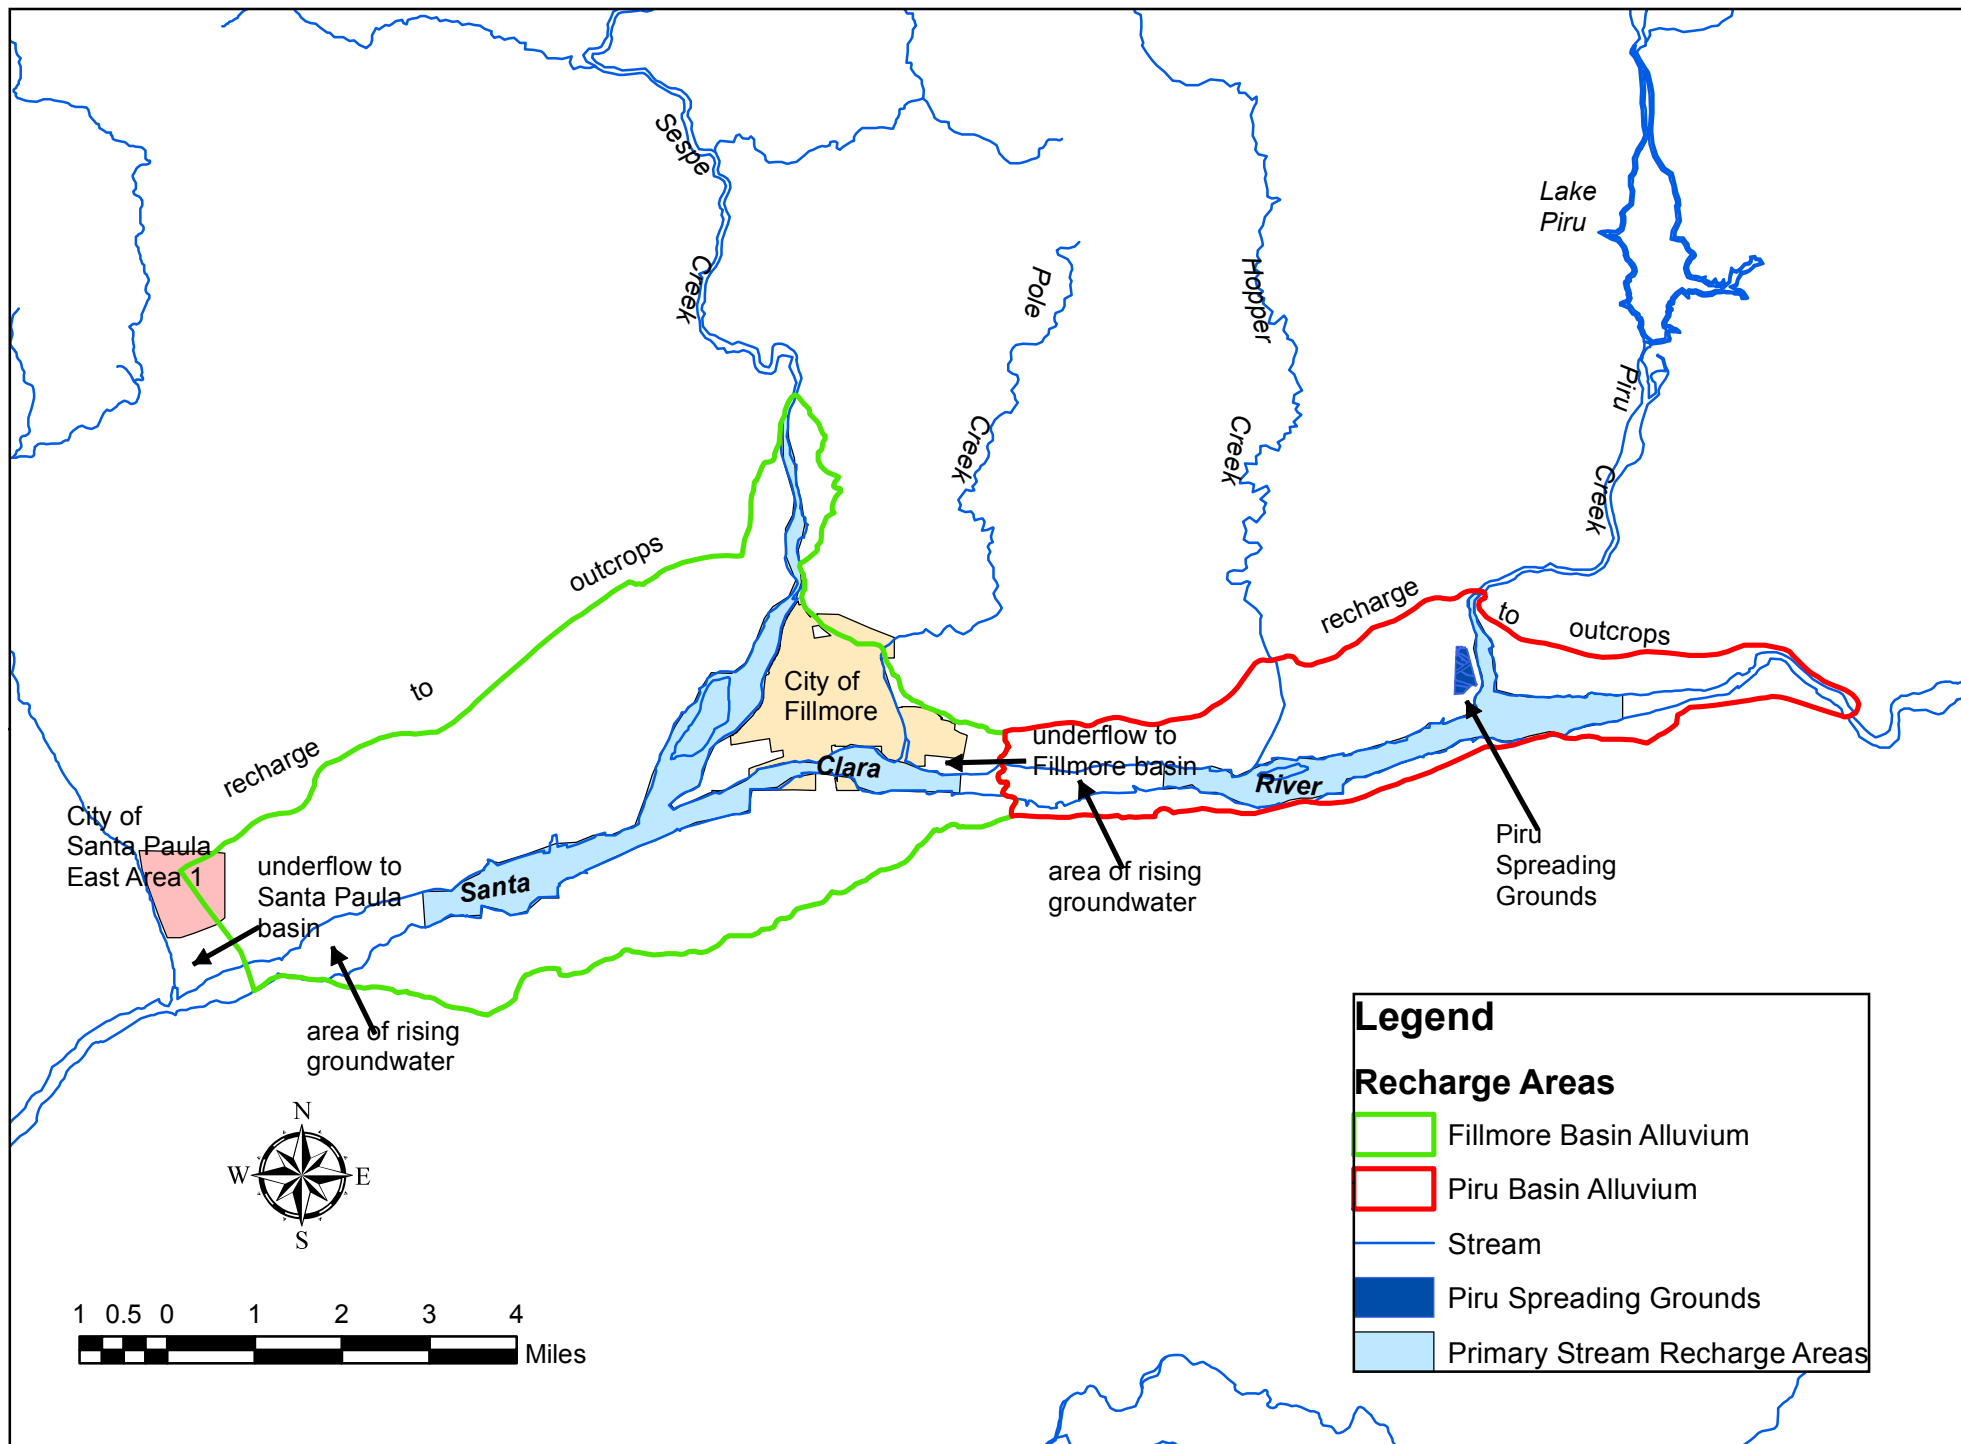 Sespe
Creek
Pole
Creek
Hopper
Creek
Lake
Piru
Piru
Creek
outcrops
to
recharge
recharge
to
outcrops
City of
Fillmore
underflow to
Fillmore basin
Clara
River
Santa
City of
Santa Paula
East Area 1
underflow to
Santa Paula
basin
area of rising
groundwater
area of rising
groundwater
Piru
Spreading
Grounds
N
W
E
S
1 0.5 0 1 2 3 4
Miles
Legend
Recharge Areas
Fillmore Basin Alluvium
Piru Basin Alluvium
Stream
Piru Spreading Grounds
Primary Stream Recharge Areas